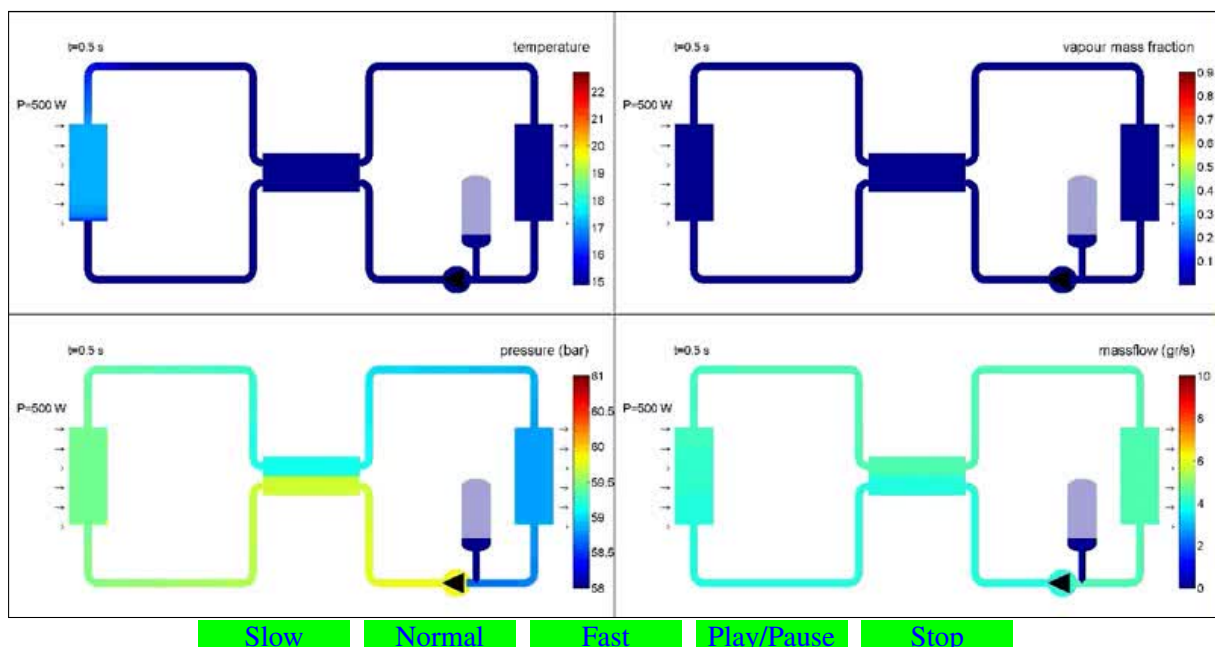 t=0.5 s
temperature
P=500 W
22
21
20
19
18
17
16
15
t=0.5 s
vapour mass fraction
P=500 W
0.9
0.8
0.7
0.6
0.5
0.4
0.3
0.2
0.1
t=0.5 s
pressure (bar)
P=500 W
61
60.5
60
59.5
59
58.5
58
t=0.5 s
massflow (gr/s)
P=500 W
10
8
6
4
2
0
Slow Normal Fast Play/Pause Stop